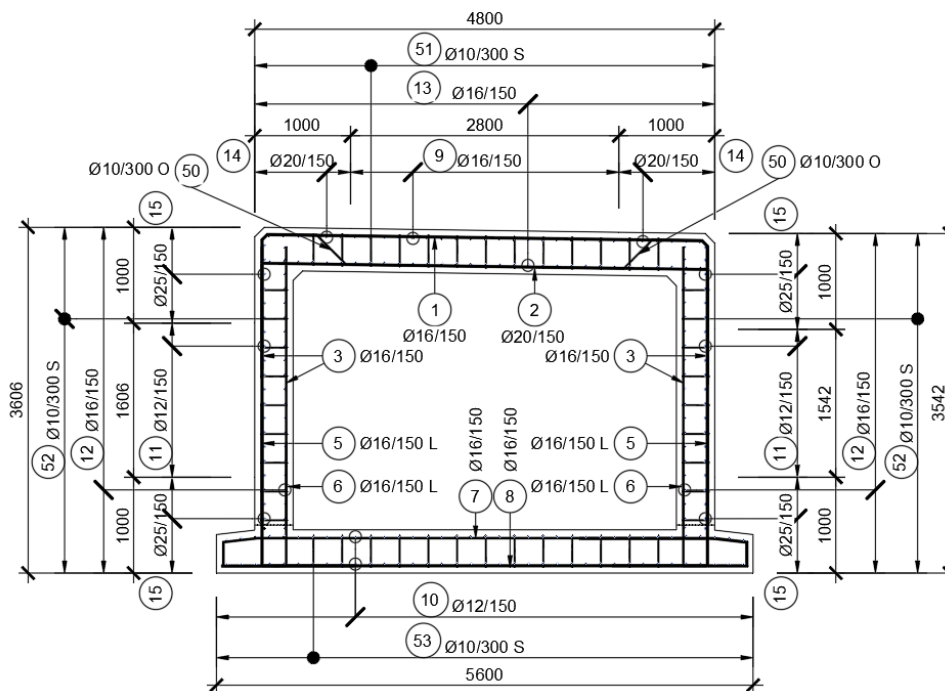 4800
51 Ø10/300 S
13 Ø16/150
1000 2800 1000
14 Ø20/150 9 Ø16/150 Ø20/150 14
Ø10/300 O 50
50 Ø10/300 O
15
15
1000
Ø25/150
Ø25/150
1000
1 2
Ø16/150 Ø20/150
3 Ø16/150
Ø16/150 3
3606
52 Ø10/300 S
12 Ø16/150
1606
11 Ø12/150
11 Ø12/150
1542
12 Ø16/150
52 Ø10/300 S
3542
Ø16/150
Ø16/150
5 Ø16/150 L
Ø16/150 L 5
6 Ø16/150 L
7 8
Ø16/150 L 6
1000
Ø25/150
Ø25/150
1000
15
15
10 Ø12/150
53 Ø10/300 S
5600